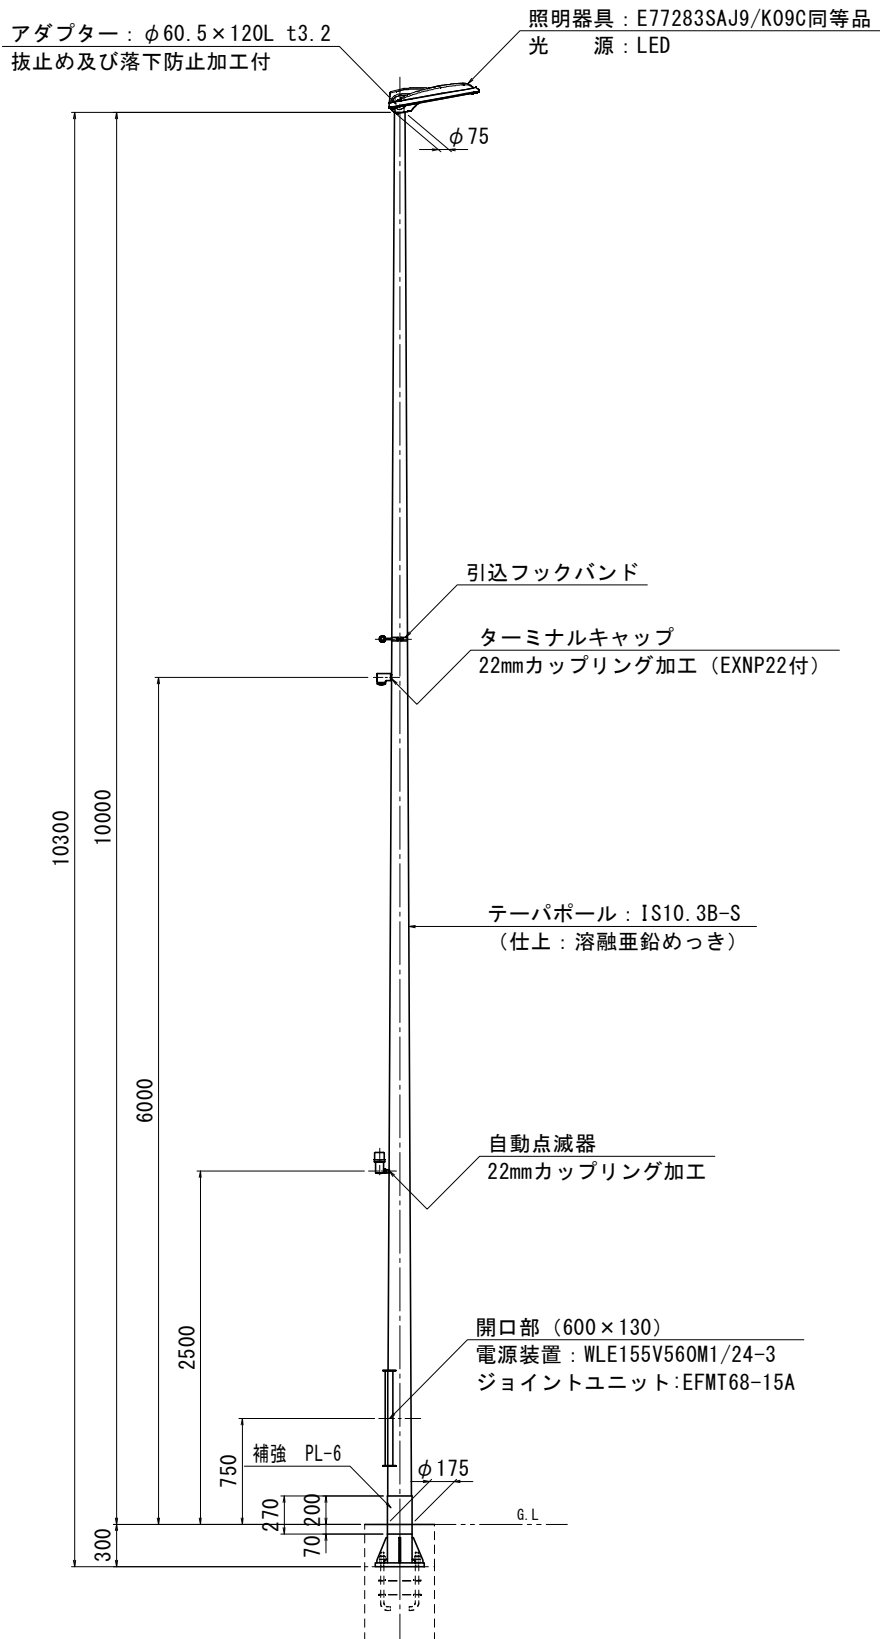 照明器具：E77283SAJ9/K09C同等品
光　　源：LED
アダプター：φ60.5×120L t3.2
抜止め及び落下防止加工付
φ75
引込フックバンド
ターミナルキャップ
22mmカップリング加工（EXNP22付）
10300
10000
テーパポール：IS10.3B-S
（仕上：溶融亜鉛めっき）
6000
自動点滅器
22mmカップリング加工
2500
開口部（600×130）
電源装置：WLE155V560M1/24-3
ジョイントユニット:EFMT68-15A
750
補強　PL-6
φ175
270
200
70
G.L
300